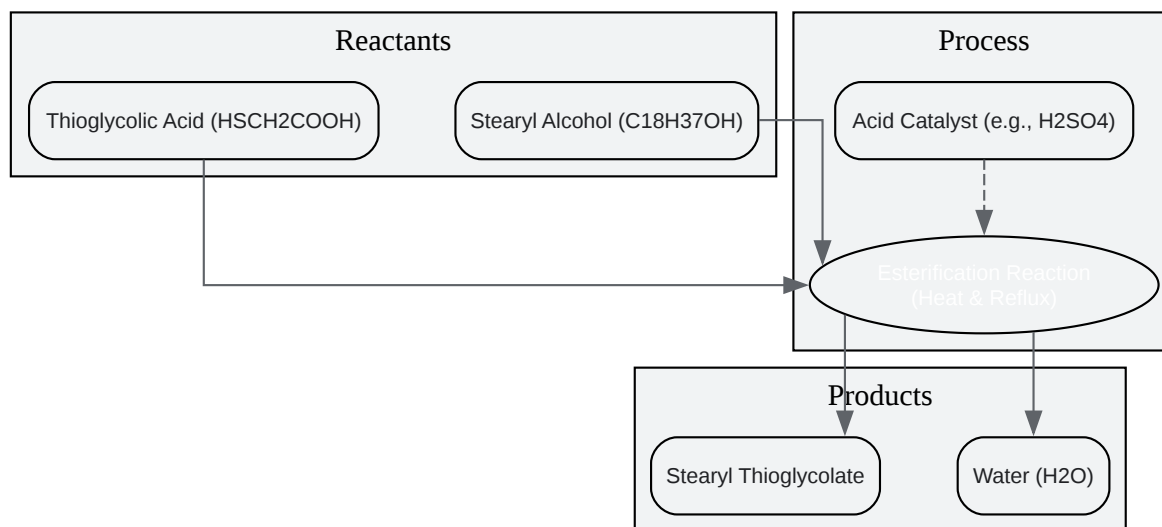 Reactants
Process
Thioglycolic Acid (HSCH2COOH)
Stearyl Alcohol (C18H37OH)
Acid Catalyst (e.g., H2SO4)
Esterification Reaction
(Heat & Reflux)
Products
Stearyl Thioglycolate
Water (H2O)